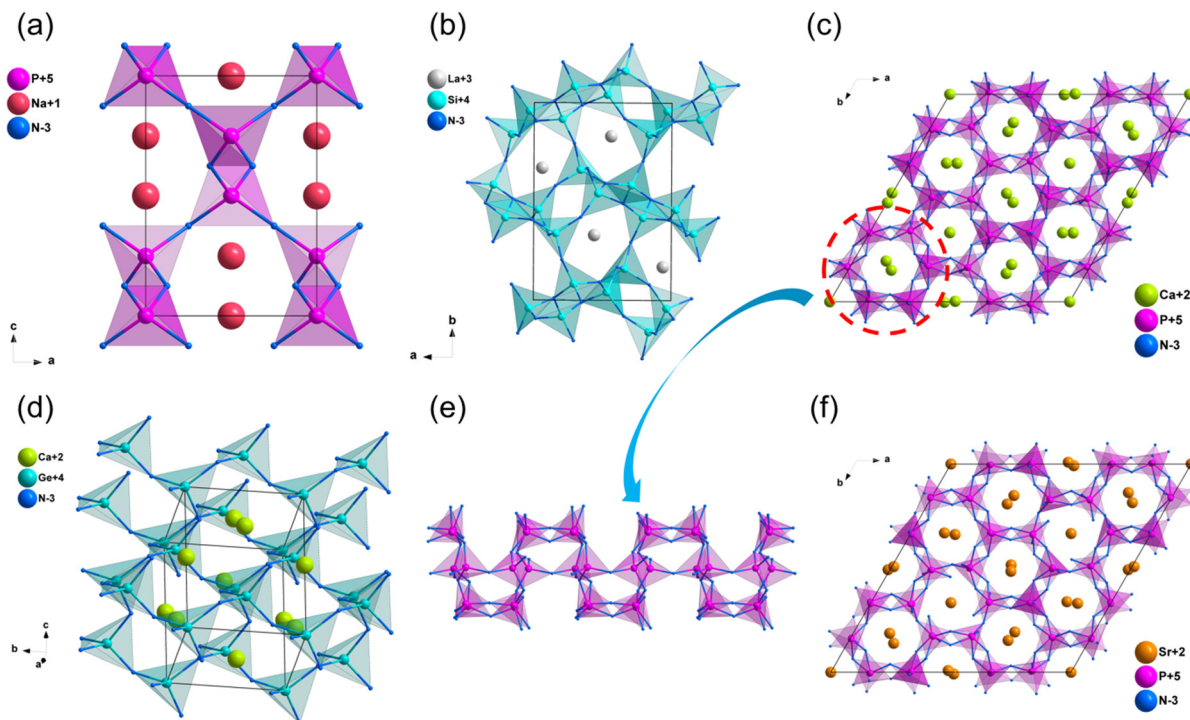 (a)
P+5
Na+1
N-3
c
a
(b)
La+3
Si+4
N-3
b
a
(c)
a
b
Ca+2
P+5
N-3
(d)
Ca+2
Ge+4
N-3
c
b
a
(e)
(f)
a
b
Sr+2
P+5
N-3